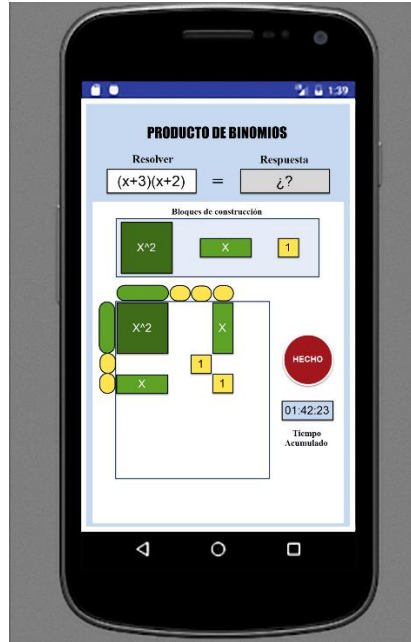 1:39
PRODUCTO DE BINOMIOS
Resolver
Respuesta
(x+3)(x+2) = ¿?
Bloques de construcción
X^2
X
1
X^2
X
1
X
1
HECHO
01:42:23
Tiempo
Acumulado